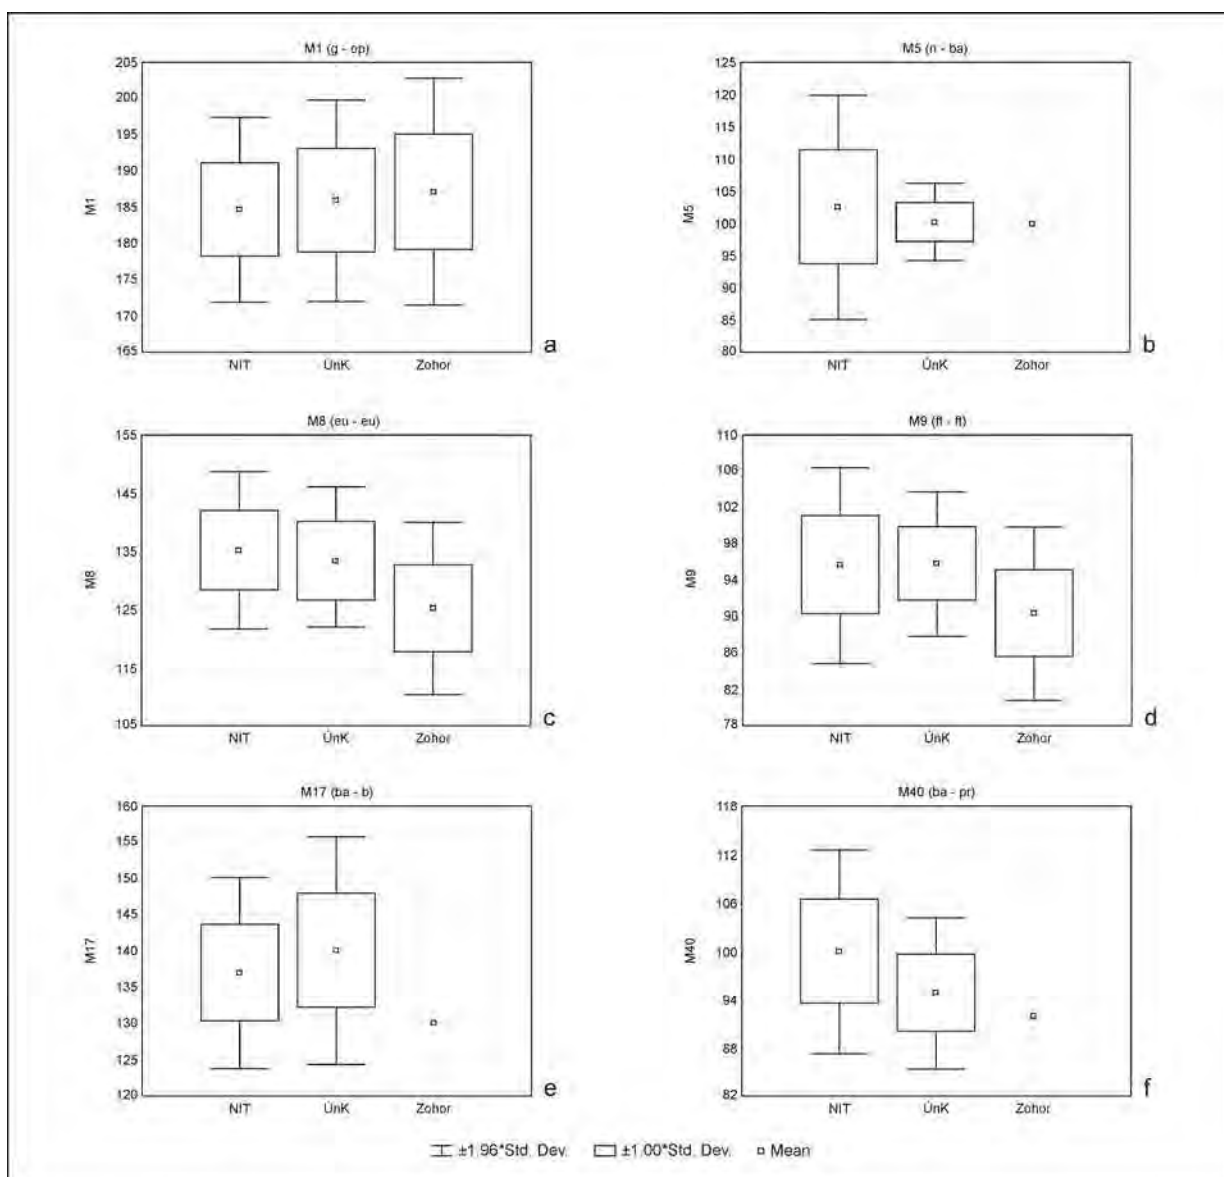 M1 (g - op)
M1
205
200
195
190
185
180
175
170
165
NIT ÚnK Zohor
a
M5 (n - ba)
M5
125
120
115
110
105
100
95
90
85
80
NIT ÚnK Zohor
b
M8 (eu - eu)
M8
155
145
135
125
115
105
NIT ÚnK Zohor
c
M9 (ft - ft)
M9
110
106
102
98
94
90
86
82
78
NIT ÚnK Zohor
d
M17 (ba - b)
M17
160
155
150
145
140
135
130
125
120
NIT ÚnK Zohor
e
M40 (ba - pr)
M40
118
112
106
100
94
88
82
NIT ÚnK Zohor
f
±1.96*Std. Dev. ±1.00*Std. Dev. Mean